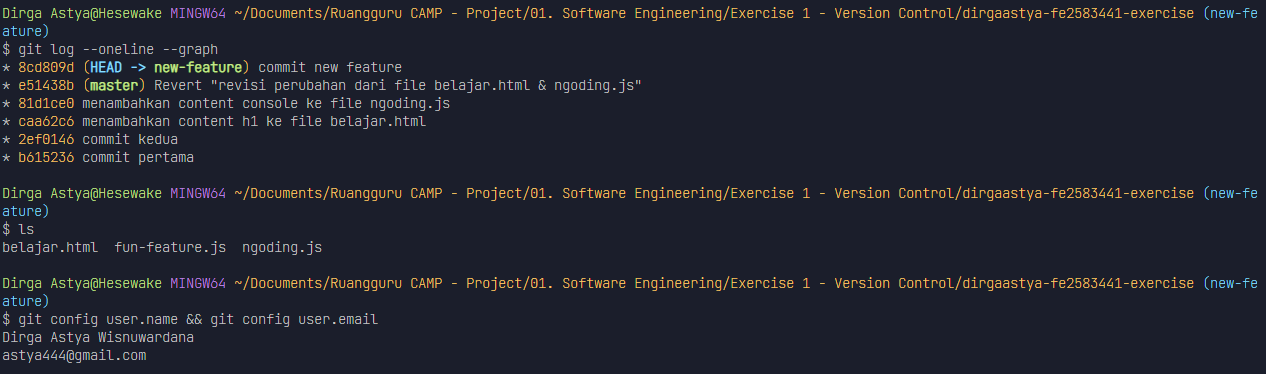 Dirga Astya@Hesewake MINGW64 ~/Documents/Ruangguru CAMP - Project/01. Software Engineering/Exercise 1 - Version Control/dirgaastya-fe2583441-exercise (new-fe
ature)
$ git log --oneline --graph
* 8cd809d (HEAD -> new-feature) commit new feature
* e51438b (master) Revert "revisi perubahan dari file belajar.html & ngoding.js"
* 81d1ce0 menambahkan content console ke file ngoding.js
* caa62c6 menambahkan content h1 ke file belajar.html
* 2ef0146 commit kedua
* b615236 commit pertama
Dirga Astya@Hesewake MINGW64 ~/Documents/Ruangguru CAMP - Project/01. Software Engineering/Exercise 1 - Version Control/dirgaastya-fe2583441-exercise (new-fe
ature)
$ ls
belajar.html  fun-feature.js  ngoding.js
Dirga Astya@Hesewake MINGW64 ~/Documents/Ruangguru CAMP - Project/01. Software Engineering/Exercise 1 - Version Control/dirgaastya-fe2583441-exercise (new-fe
ature)
$ git config user.name && git config user.email
Dirga Astya Wisnuwardana
astya444@gmail.com